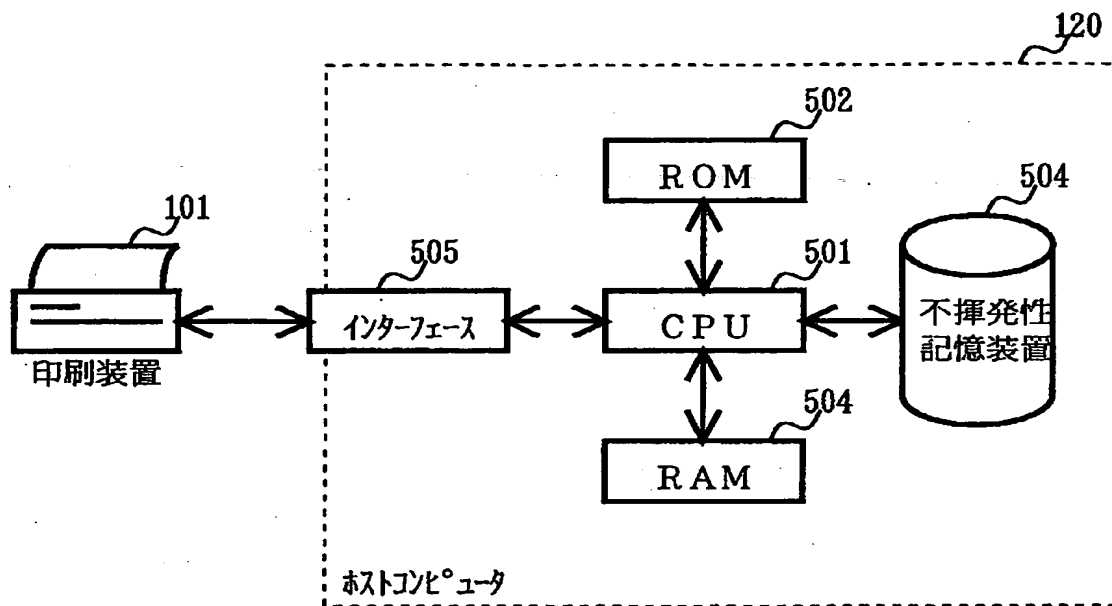 120
502
ROM
504
101
505
501
インターフェース
CPU
不揮発性
記憶装置
印刷装置
504
RAM
ホストコンピュータ